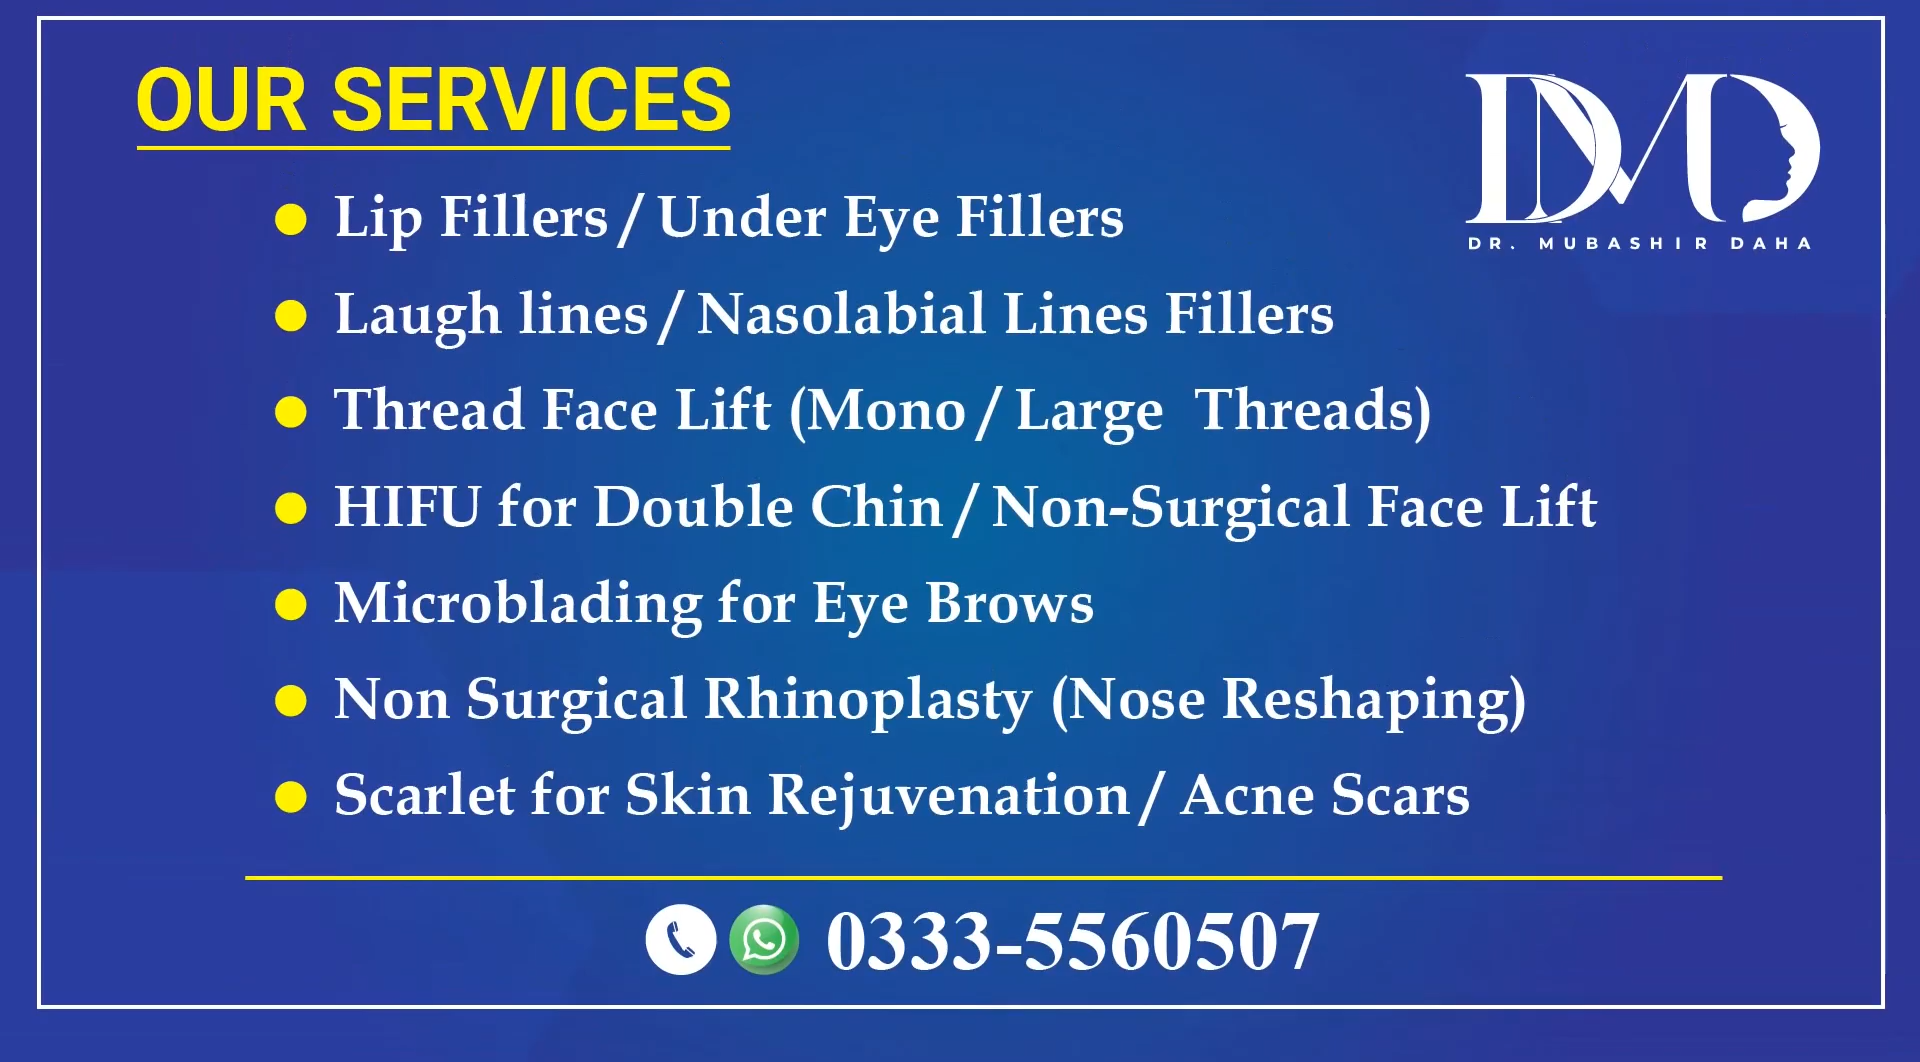 OUR SERVICES
DMD
DR. MUBASHIR DAHA
Lip Fillers / Under Eye Fillers
Laugh lines / Nasolabial Lines Fillers
Thread Face Lift (Mono / Large Threads)
HIFU for Double Chin / Non-Surgical Face Lift
Microblading for Eye Brows
Non Surgical Rhinoplasty (Nose Reshaping)
Scarlet for Skin Rejuvenation / Acne Scars
0333-5560507